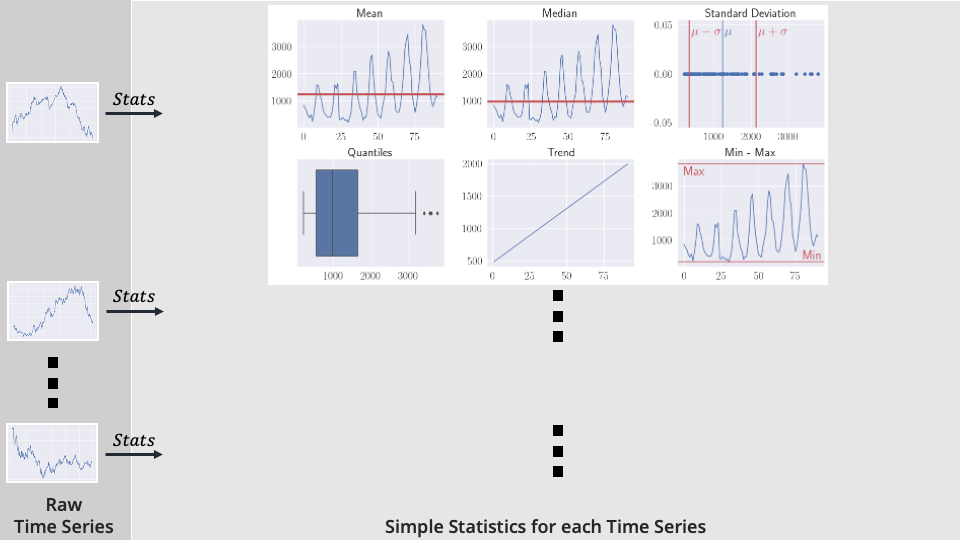 Mean
Median
Standard Deviation
3000
2000
1000
0
25
50
75
3000
2000
1000
0
25
50
75
0.05
0.00
0.05
μ − σ
μ
μ + σ
1000
2000
3000
Quantiles
Trend
Min - Max
1000
2000
3000
2000
1500
1000
500
0
25
50
75
3000
2000
1000
Max
Min
0
25
50
75
Stats
Stats
Stats
Raw
Time Series
Simple Statistics for each Time Series